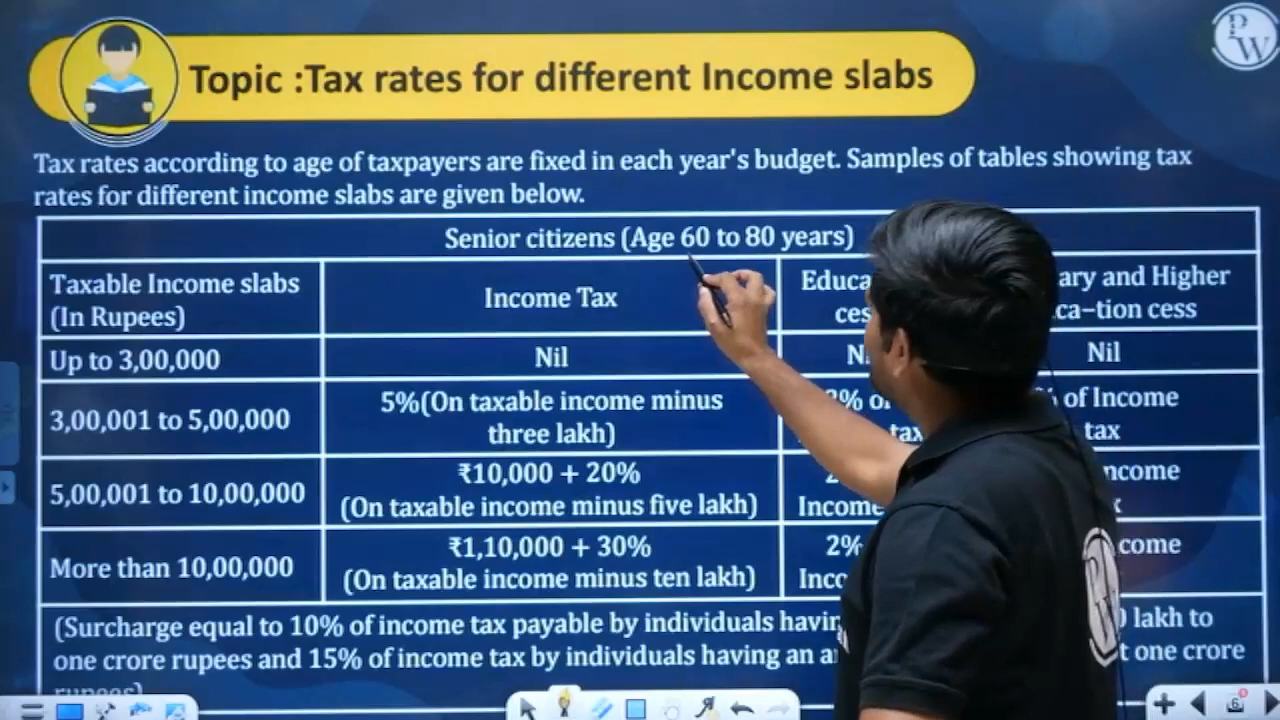 PW
Topic :Tax rates for different Income slabs
Tax rates according to age of taxpayers are fixed in each year's budget. Samples of tables showing tax
rates for different income slabs are given below.
Senior citizens (Age 60 to 80 years)
Taxable Income slabs
(In Rupees)
Income Tax
Educa
ces
ary and Higher
ca-tion cess
Up to 3,00,000
Nil
N
Nil
3,00,001 to 5,00,000
5%(On taxable income minus
three lakh)
% of
tax
of Income
tax
5,00,001 to 10,00,000
₹10,000 + 20%
(On taxable income minus five lakh)
Income
ncome
More than 10,00,000
₹1,10,000 + 30%
(On taxable income minus ten lakh)
2%
Inco
come
(Surcharge equal to 10% of income tax payable by individuals havin
lakh to
one crore rupees and 15% of income tax by individuals having an a
t one crore
rupees)